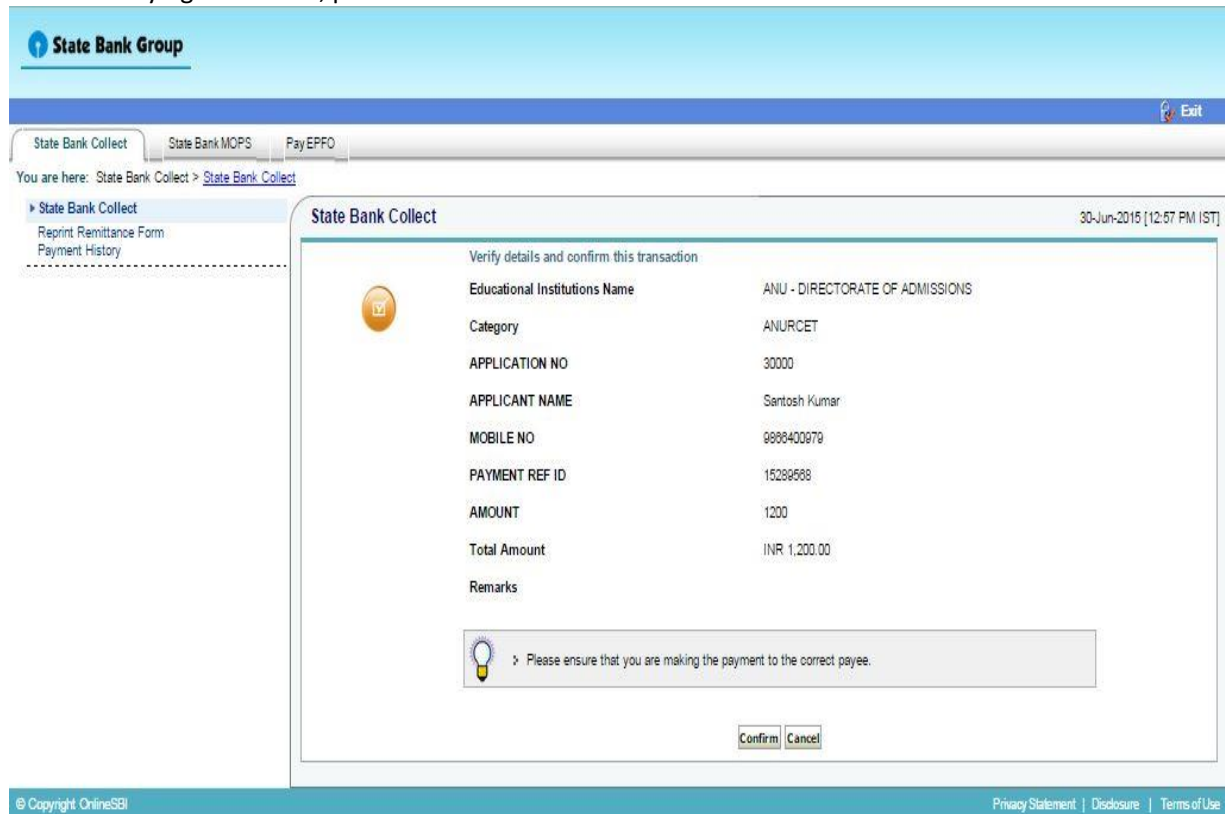 State Bank Group
Exit
State Bank Collect State Bank MOPS Pay EPFO
You are here: State Bank Collect > State Bank Collect
State Bank Collect
Reprint Remittance Form
Payment History
State Bank Collect 30-Jun-2015 [12:57 PM IST]
Verify details and confirm this transaction
Educational Institutions Name ANU - DIRECTORATE OF ADMISSIONS
Category ANURCET
APPLICATION NO 30000
APPLICANT NAME Santosh Kumar
MOBILE NO 9866400979
PAYMENT REF ID 15289568
AMOUNT 1200
Total Amount INR 1,200.00
Remarks
Please ensure that you are making the payment to the correct payee.
Confirm Cancel
© Copyright OnlineSBI Privacy Statement | Disclosure | Terms of Use